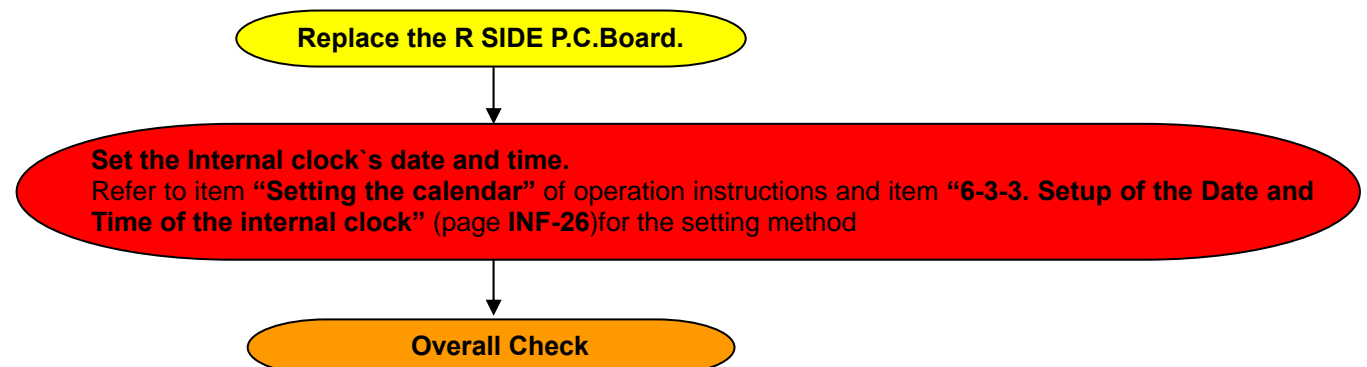 Replace the R SIDE P.C.Board.
Set the Internal clock`s date and time.
Refer to item “Setting the calendar” of operation instructions and item “6-3-3. Setup of the Date and
Time of the internal clock” (page INF-26)for the setting method
Overall Check